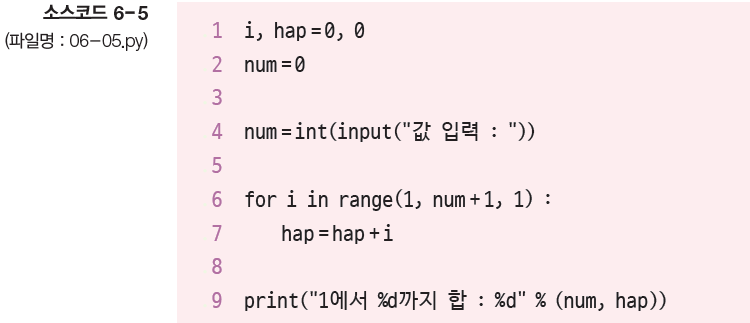 소스코드 6-5
(파일명 : 06-05.py)
1 i, hap=0, 0
2 num=0
3
4 num=int(input("값 입력 : "))
5
6 for i in range(1, num+1, 1) :
7     hap=hap+i
8
9 print("1에서 %d까지 합 : %d" % (num, hap))